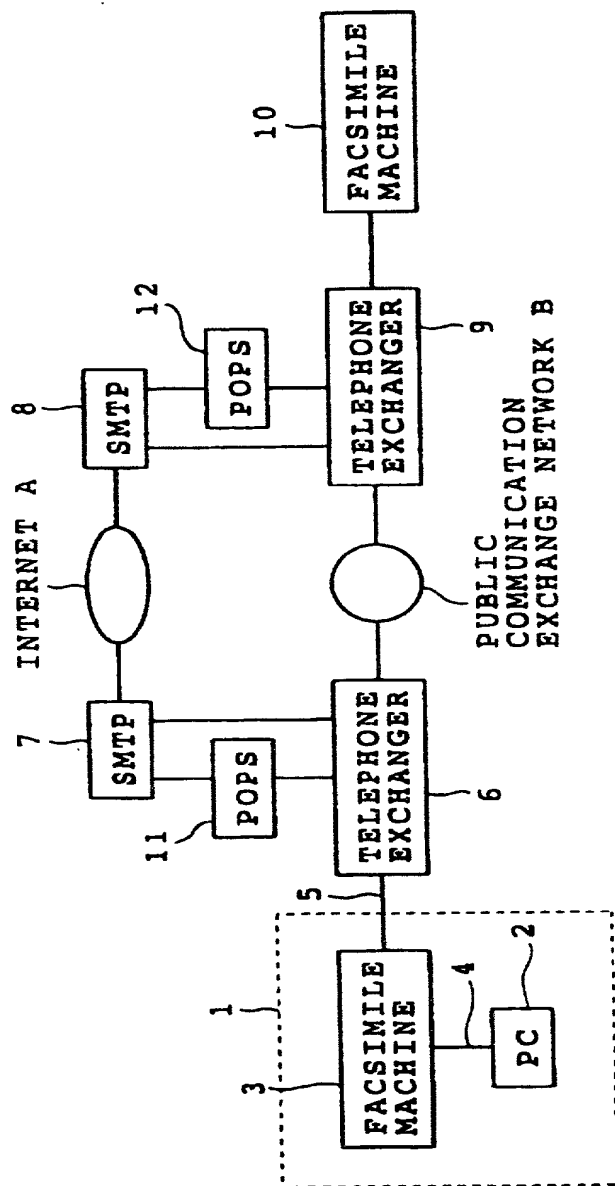 INTERNET A
7
SMTP
8
SMTP
11
POPS
12
POPS
1
3
FACSIMILE
MACHINE
4
PC
2
5
TELEPHONE
EXCHANGER
6
PUBLIC
COMMUNICATION
EXCHANGE NETWORK B
TELEPHONE
EXCHANGER
9
10
FACSIMILE
MACHINE